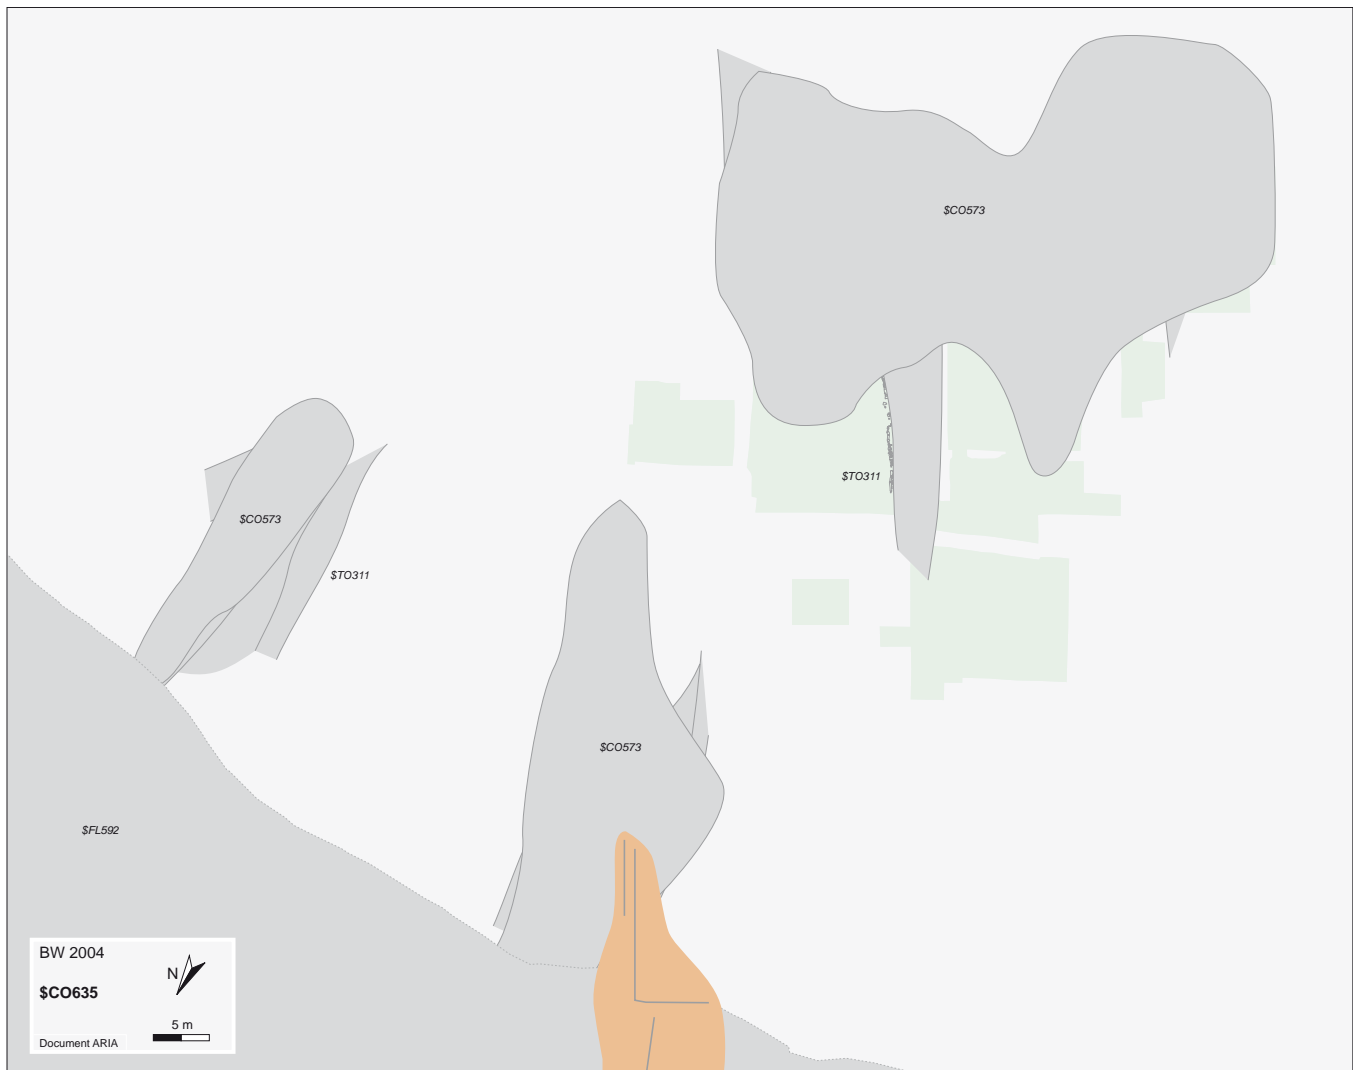 $CO573
$CO573
$TO311
$TO311
$CO573
$FL592
BW 2004
N
$CO635
5 m
Document ARIA